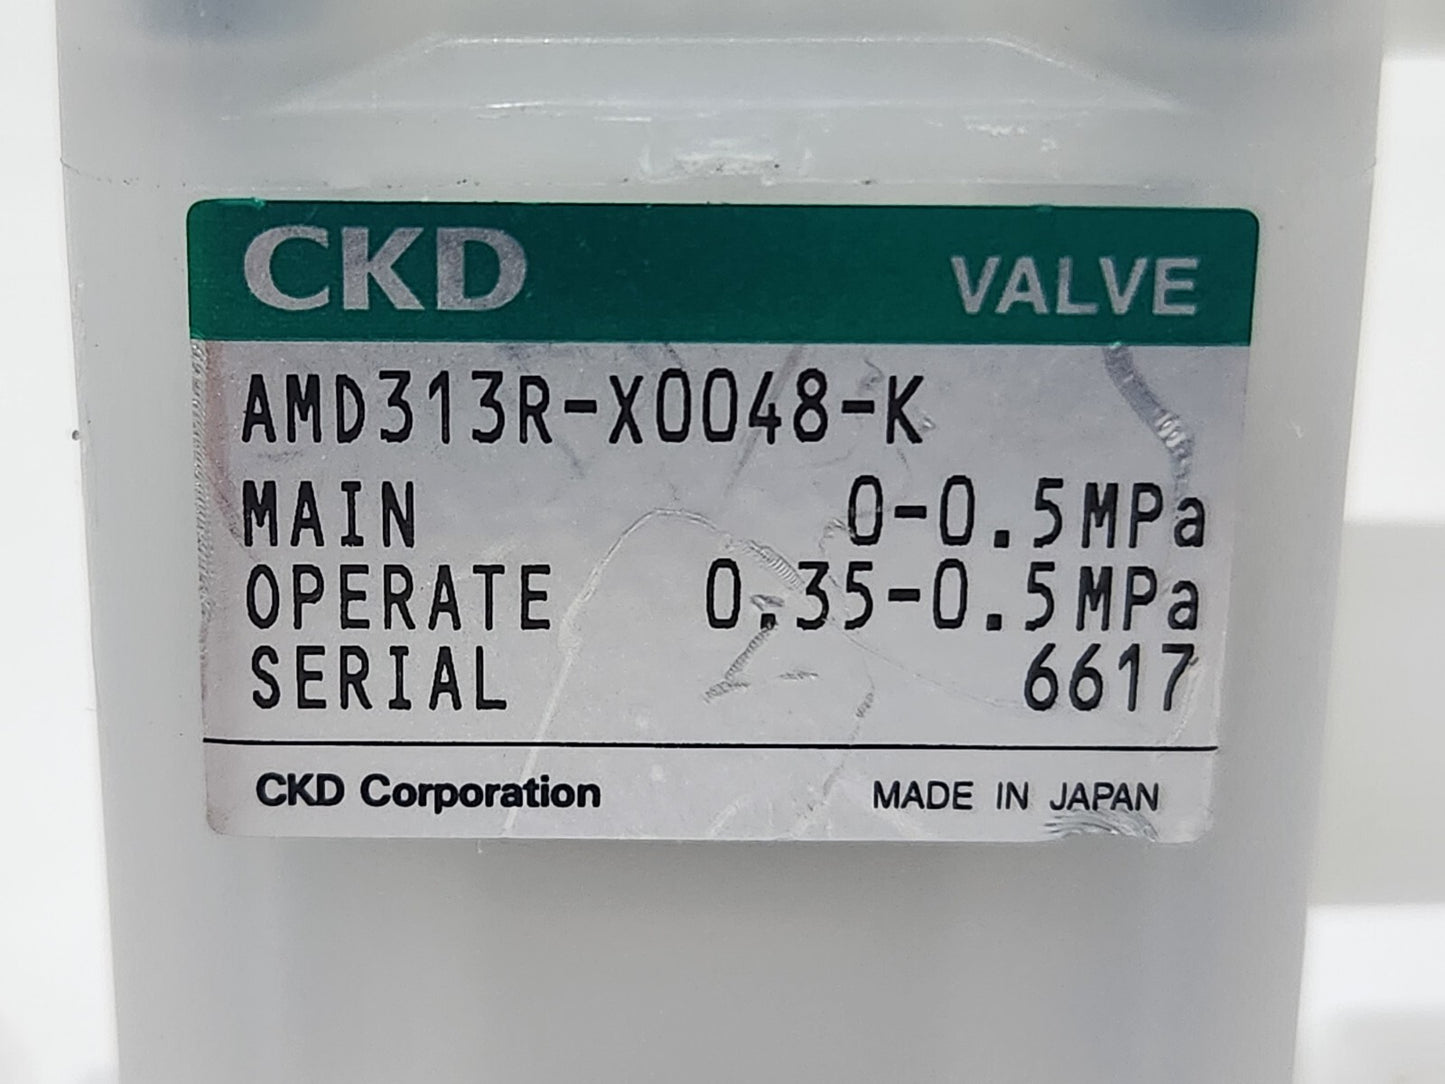 CKD VALVE
AMD313R-X0048-K
MAIN 0-0.5MPa
OPERATE 0.35-0.5MPa
SERIAL 6617
CKD Corporation MADE IN JAPAN